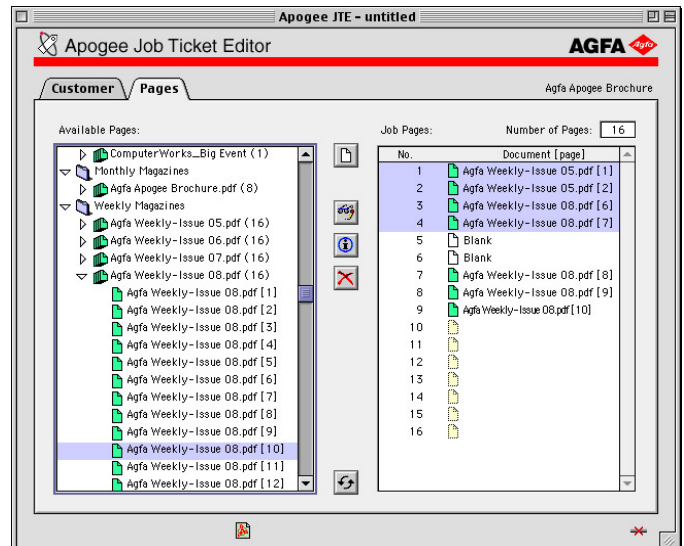 Apogee JTE - untitled
Apogee Job Ticket Editor
AGFA
Agfa
Customer
Pages
Agfa Apogee Brochure
Available Pages:
ComputerWorks_Big Event (1)
Monthly Magazines
Agfa Apogee Brochure.pdf (8)
Weekly Magazines
Agfa Weekly-Issue 05.pdf (16)
Agfa Weekly-Issue 06.pdf (16)
Agfa Weekly-Issue 07.pdf (16)
Agfa Weekly-Issue 08.pdf (16)
Agfa Weekly-Issue 08.pdf [1]
Agfa Weekly-Issue 08.pdf [2]
Agfa Weekly-Issue 08.pdf [3]
Agfa Weekly-Issue 08.pdf [4]
Agfa Weekly-Issue 08.pdf [5]
Agfa Weekly-Issue 08.pdf [6]
Agfa Weekly-Issue 08.pdf [7]
Agfa Weekly-Issue 08.pdf [8]
Agfa Weekly-Issue 08.pdf [9]
Agfa Weekly-Issue 08.pdf [10]
Agfa Weekly-Issue 08.pdf [11]
Agfa Weekly-Issue 08.pdf [12]
Job Pages:
Number of Pages: 16
No. Document [page]
1 Agfa Weekly-Issue 05.pdf [1]
2 Agfa Weekly-Issue 05.pdf [2]
3 Agfa Weekly-Issue 08.pdf [6]
4 Agfa Weekly-Issue 08.pdf [7]
5 Blank
6 Blank
7 Agfa Weekly-Issue 08.pdf [8]
8 Agfa Weekly-Issue 08.pdf [9]
9 Agfa Weekly-Issue 08.pdf [10]
10
11
12
13
14
15
16